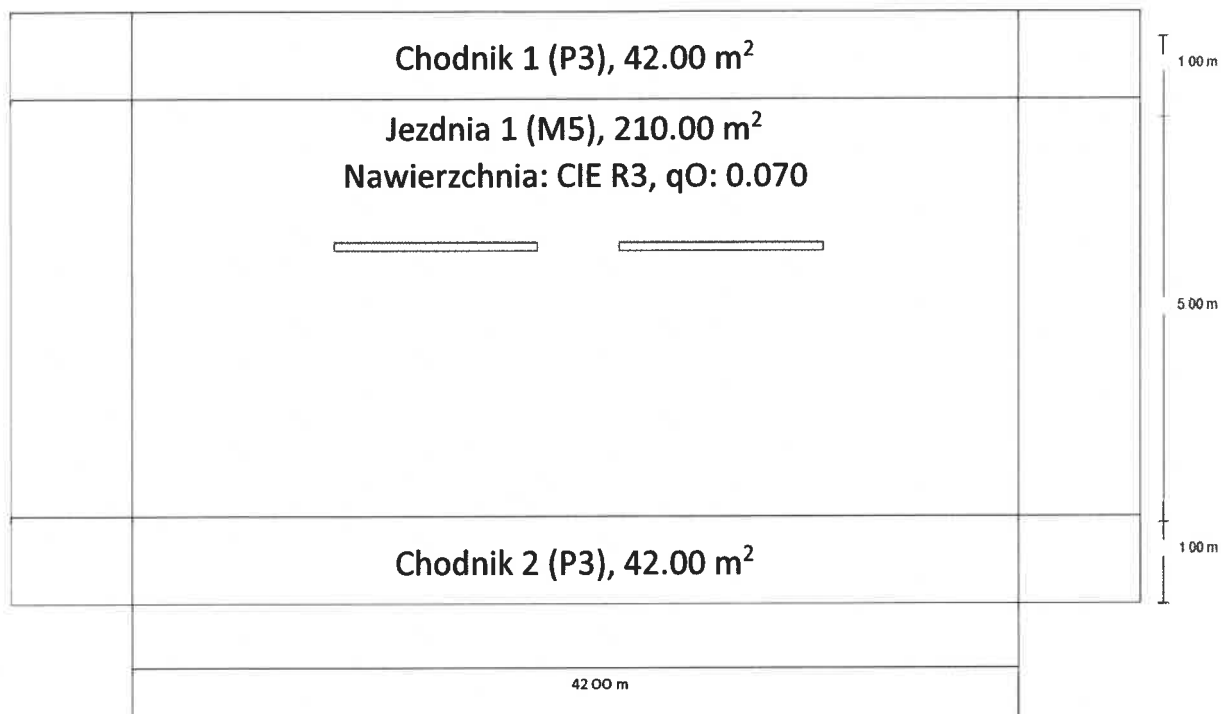 Chodnik 1 (P3), 42.00 m²
1 00 m
Jezdnia 1 (M5), 210.00 m²
Nawierzchnia: CIE R3, qO: 0.070
5 00 m
Chodnik 2 (P3), 42.00 m²
1 00 m
42 00 m